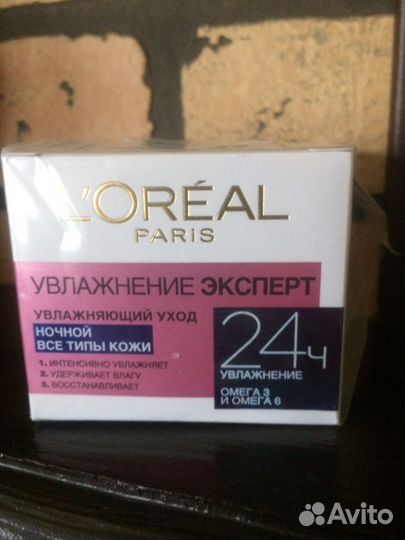 L'ORÉAL
PARIS
УВЛАЖНЕНИЕ ЭКСПЕРТ
УВЛАЖНЯЮЩИЙ УХОД
НОЧНОЙ
ВСЕ ТИПЫ КОЖИ
1. ИНТЕНСИВНО УВЛАЖНЯЕТ
2. УДЕРЖИВАЕТ ВЛАГУ
3. ВОССТАНАВЛИВАЕТ
24ч
УВЛАЖНЕНИЕ
ОМЕГА 3
И ОМЕГА 6
Avito